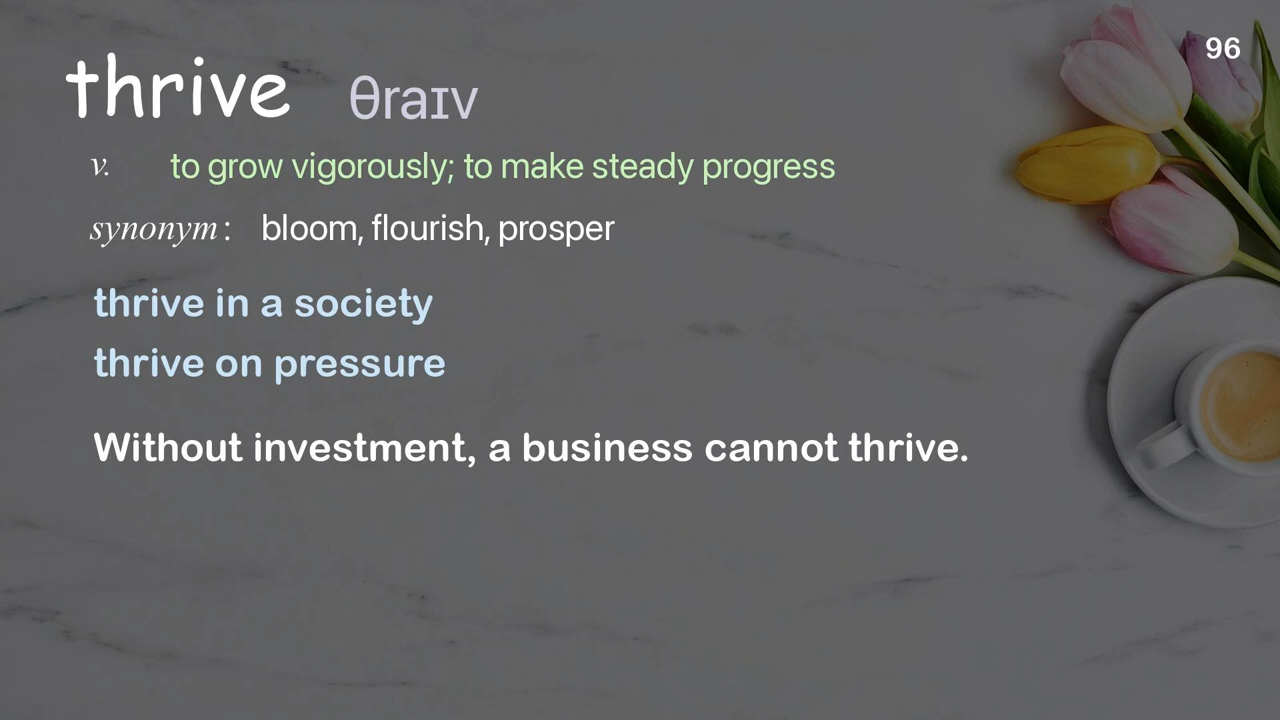 96
thrive θraɪv
v. to grow vigorously; to make steady progress
synonym: bloom, flourish, prosper
thrive in a society
thrive on pressure
Without investment, a business cannot thrive.